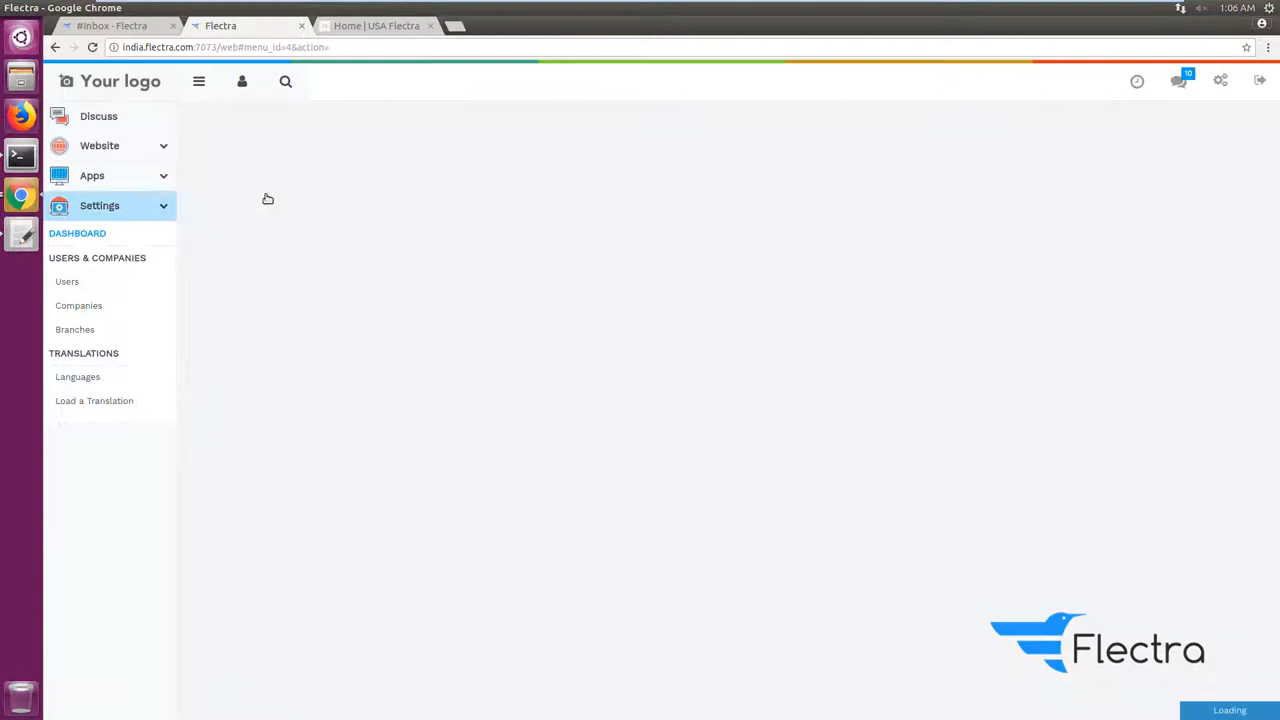 Flectra - Google Chrome
1:06 AM
#Inbox - Flectra
Flectra
Home | USA Flectra
india.flectra.com:7073/web#menu_id=4&action=
Your logo
10
Discuss
Website
Apps
Settings
DASHBOARD
USERS & COMPANIES
Users
Companies
Branches
TRANSLATIONS
Languages
Load a Translation
Flectra
Loading